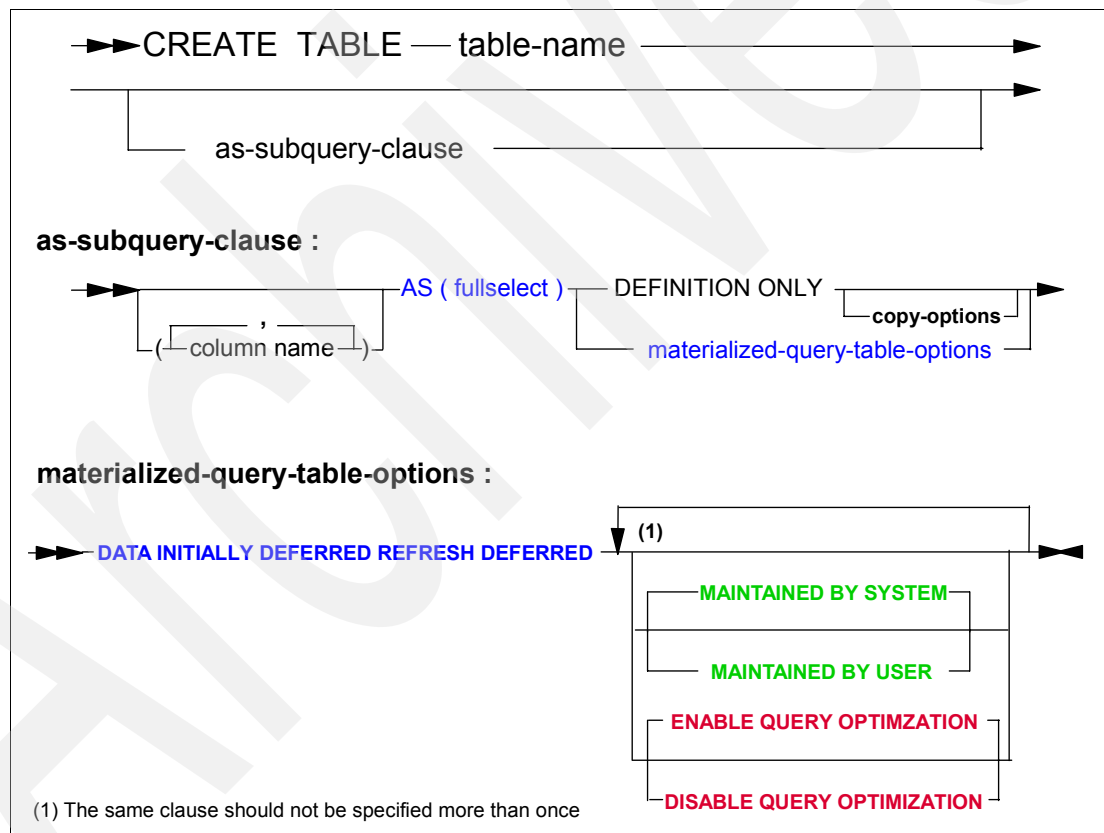 CREATE TABLE table-name
as-subquery-clause
as-subquery-clause :
AS ( fullselect ) DEFINITION ONLY
,
copy-options
( column name )
materialized-query-table-options
materialized-query-table-options :
(1)
DATA INITIALLY DEFERRED REFRESH DEFERRED
MAINTAINED BY SYSTEM
MAINTAINED BY USER
ENABLE QUERY OPTIMZATION
DISABLE QUERY OPTIMIZATION
(1) The same clause should not be specified more than once
Archive